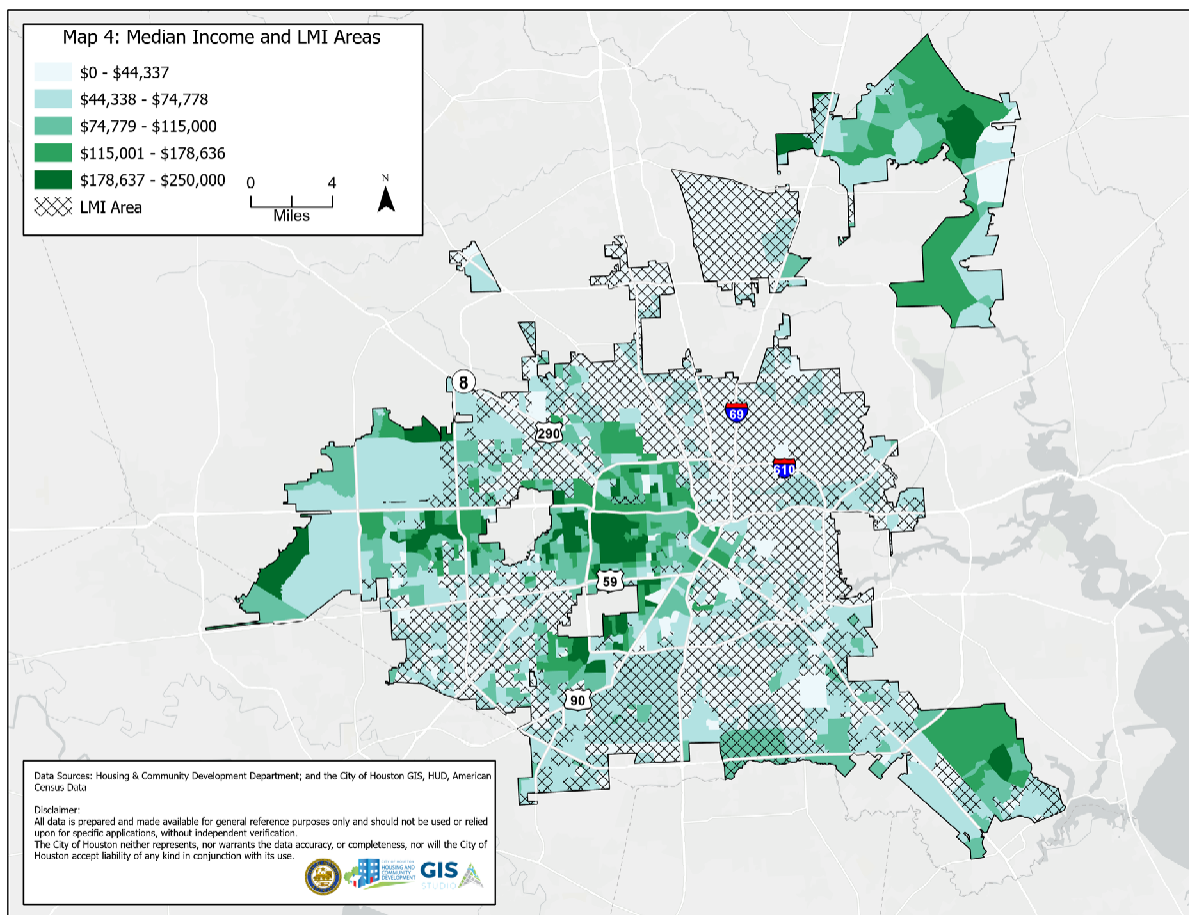 Map 4: Median Income and LMI Areas
$0 - $44,337
$44,338 - $74,778
$74,779 - $115,000
$115,001 - $178,636
$178,637 - $250,000
LMI Area
0 4
Miles
N
8
69
290
610
59
90
Data Sources: Housing & Community Development Department; and the City of Houston GIS, HUD, American
Census Data
Disclaimer:
All data is prepared and made available for general reference purposes only and should not be used or relied
upon for specific applications, without independent verification.
The City of Houston neither represents, nor warrants the data accuracy, or completeness, nor will the City of
Houston accept liability of any kind in conjunction with its use.
HOUSING AND
COMMUNITY
DEVELOPMENT
GIS
STUDIO